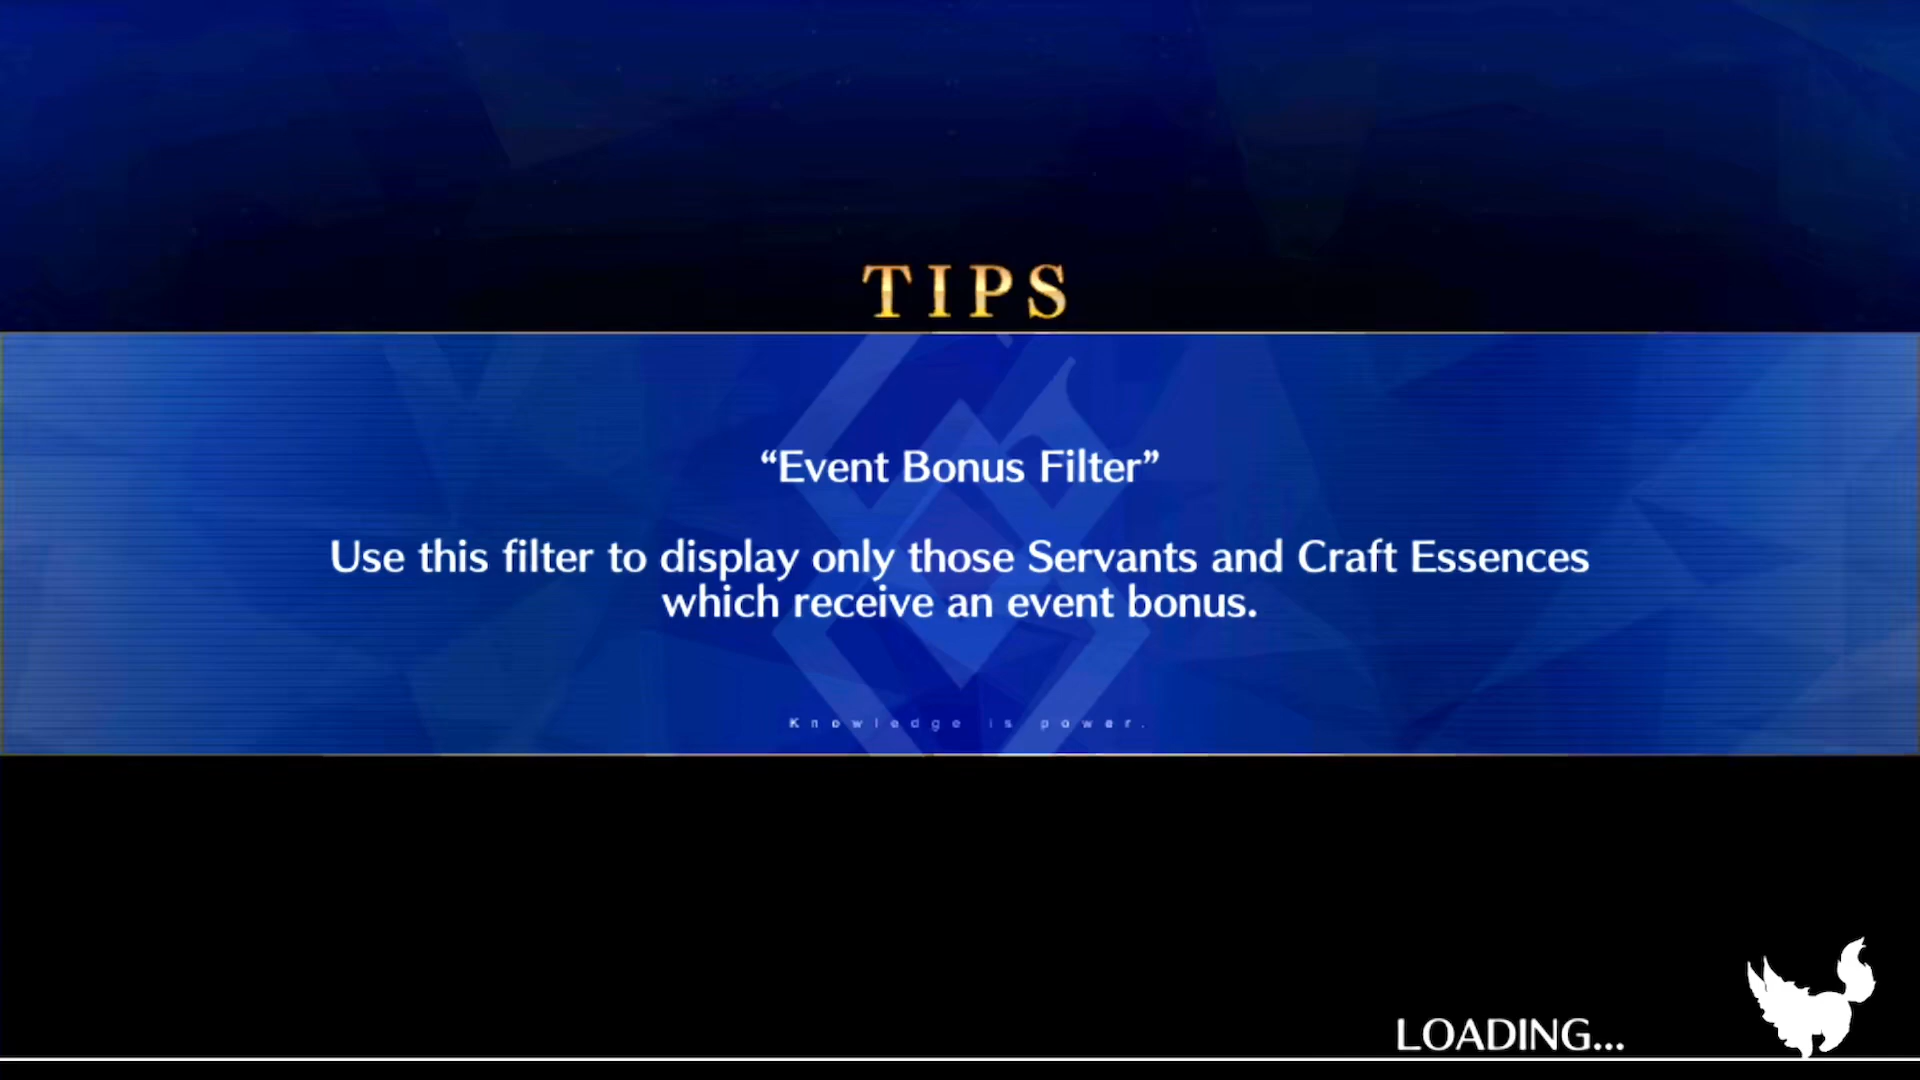 TIPS
“Event Bonus Filter”
Use this filter to display only those Servants and Craft Essences
which receive an event bonus.
Knowledge is power.
LOADING...